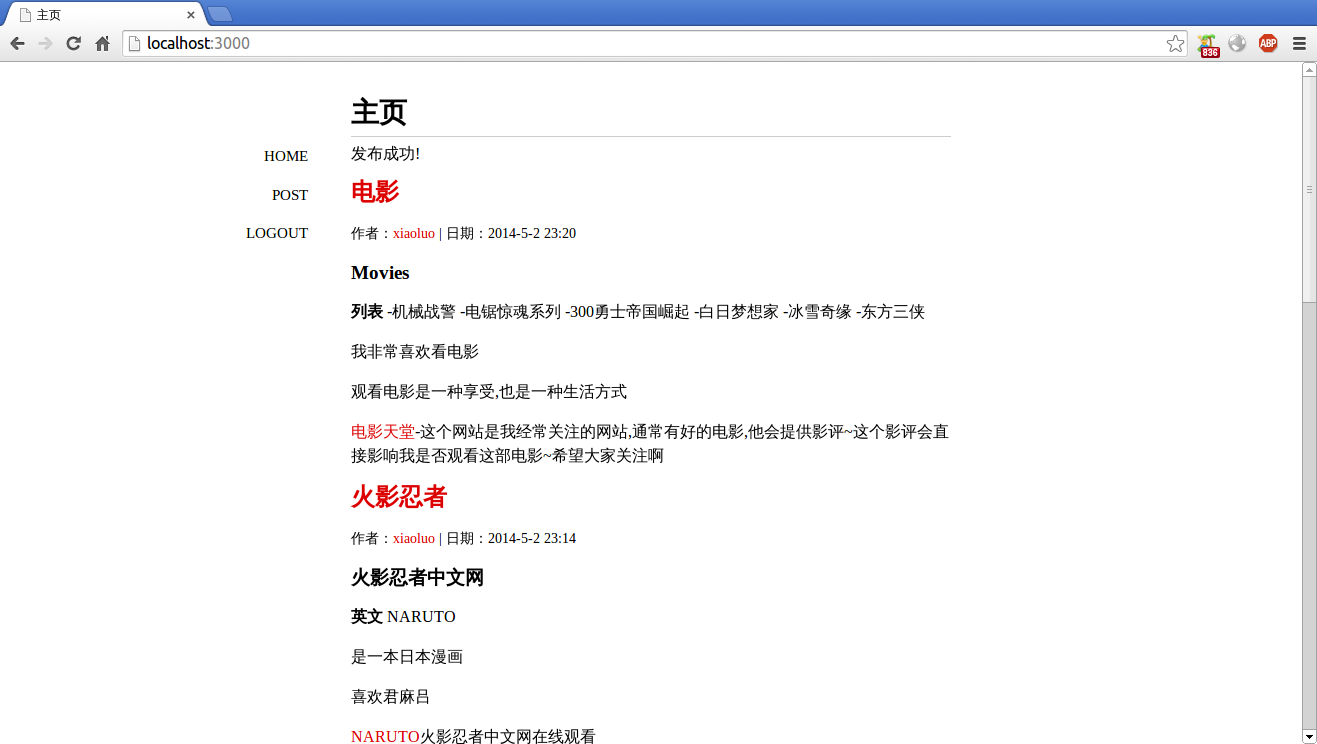 主页
localhost:3000
836
ABP
主页
HOME
发布成功!
POST
电影
LOGOUT
作者：xiaoluo | 日期：2014-5-2 23:20
Movies
列表 -机械战警 -电锯惊魂系列 -300勇士帝国崛起 -白日梦想家 -冰雪奇缘 -东方三侠
我非常喜欢看电影
观看电影是一种享受,也是一种生活方式
电影天堂-这个网站是我经常关注的网站,通常有好的电影,他会提供影评~这个影评会直
接影响我是否观看这部电影~希望大家关注啊
火影忍者
作者：xiaoluo | 日期：2014-5-2 23:14
火影忍者中文网
英文 NARUTO
是一本日本漫画
喜欢君麻吕
NARUTO火影忍者中文网在线观看